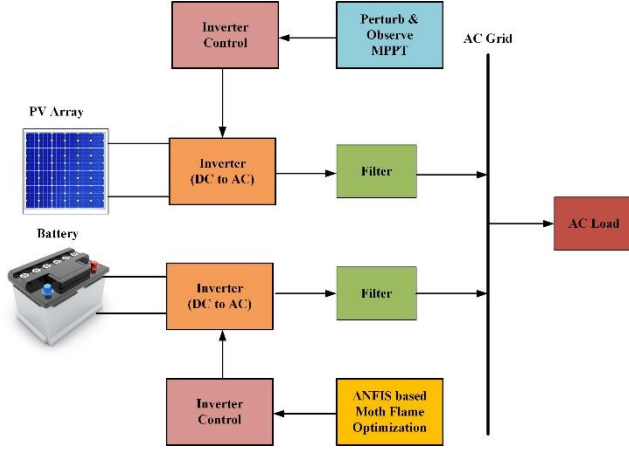 Inverter
Control
Perturb &
Observe
MPPT
AC Grid
PV Array
Inverter
(DC to AC)
Filter
AC Load
Battery
Inverter
(DC to AC)
Filter
Inverter
Control
ANFIS based
Moth Flame
Optimization